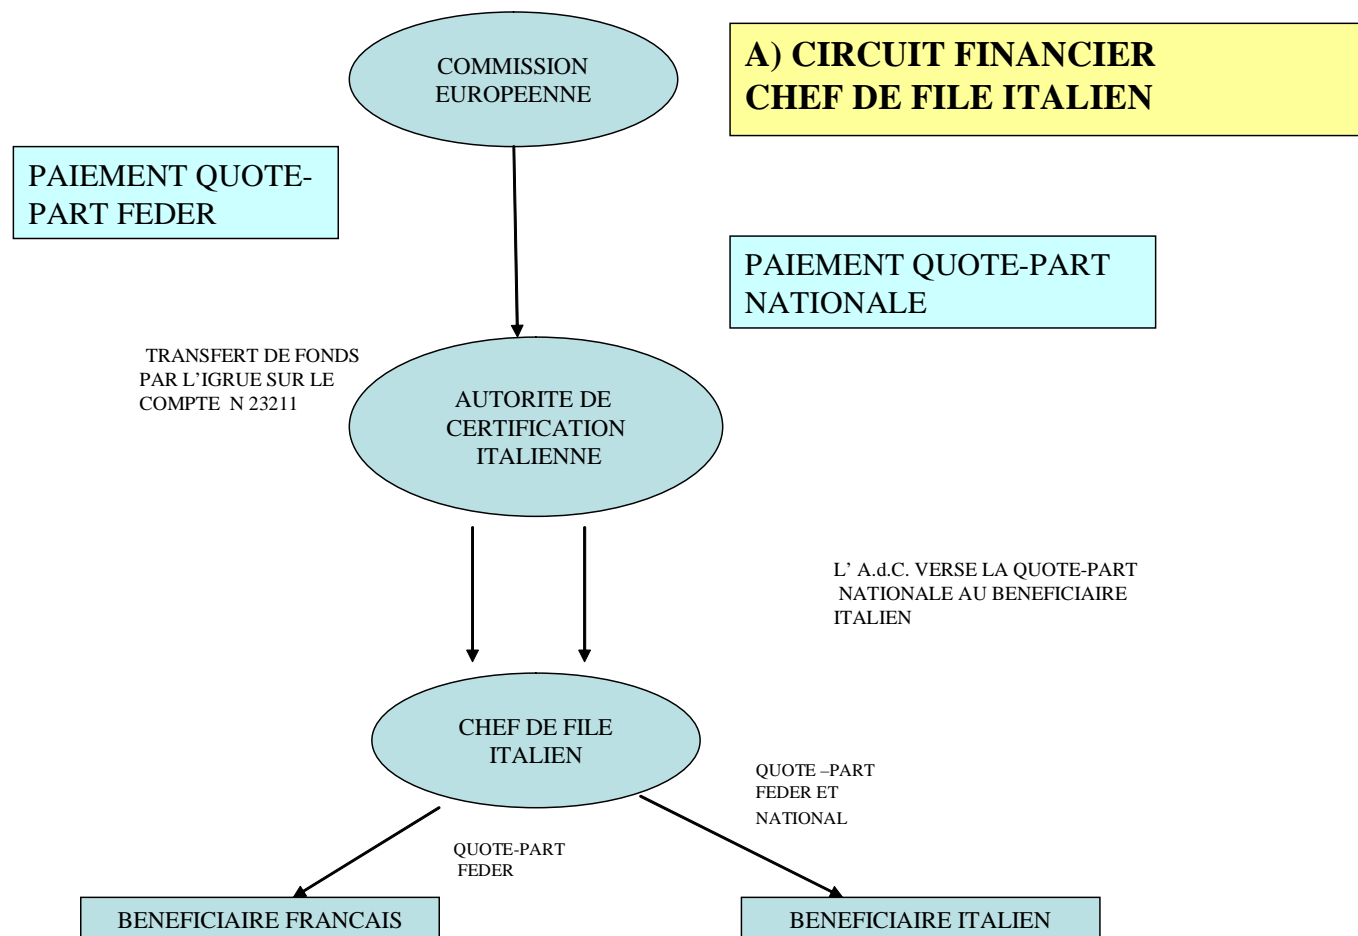 COMMISSION
EUROPEENNE
A) CIRCUIT FINANCIER
CHEF DE FILE ITALIEN
PAIEMENT QUOTE-
PART FEDER
PAIEMENT QUOTE-PART
NATIONALE
TRANSFERT DE FONDS
PAR L'IGRUE SUR LE
COMPTE N 23211
AUTORITE DE
CERTIFICATION
ITALIENNE
L' A.d.C. VERSE LA QUOTE-PART
NATIONALE AU BENEFICIAIRE
ITALIEN
CHEF DE FILE
ITALIEN
QUOTE –PART
FEDER ET
NATIONAL
QUOTE-PART
FEDER
BENEFICIAIRE FRANCAIS
BENEFICIAIRE ITALIEN